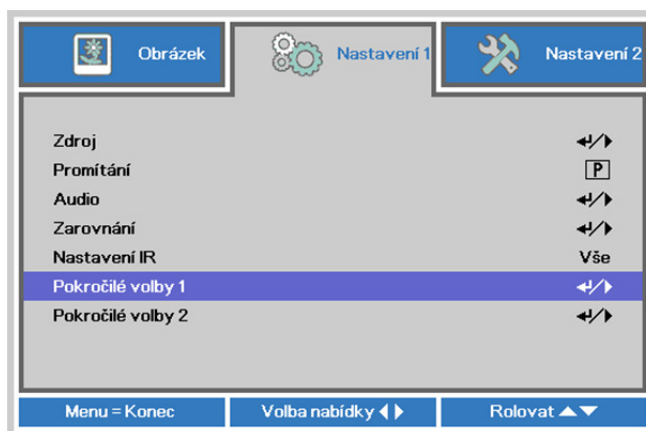 Obrázek
Nastavení 1
Nastavení 2
Zdroj
Promítání P
Audio
Zarovnání
Nastavení IR Vše
Pokročilé volby 1
Pokročilé volby 2
Menu = Konec
Volba nabídky
Rolovat